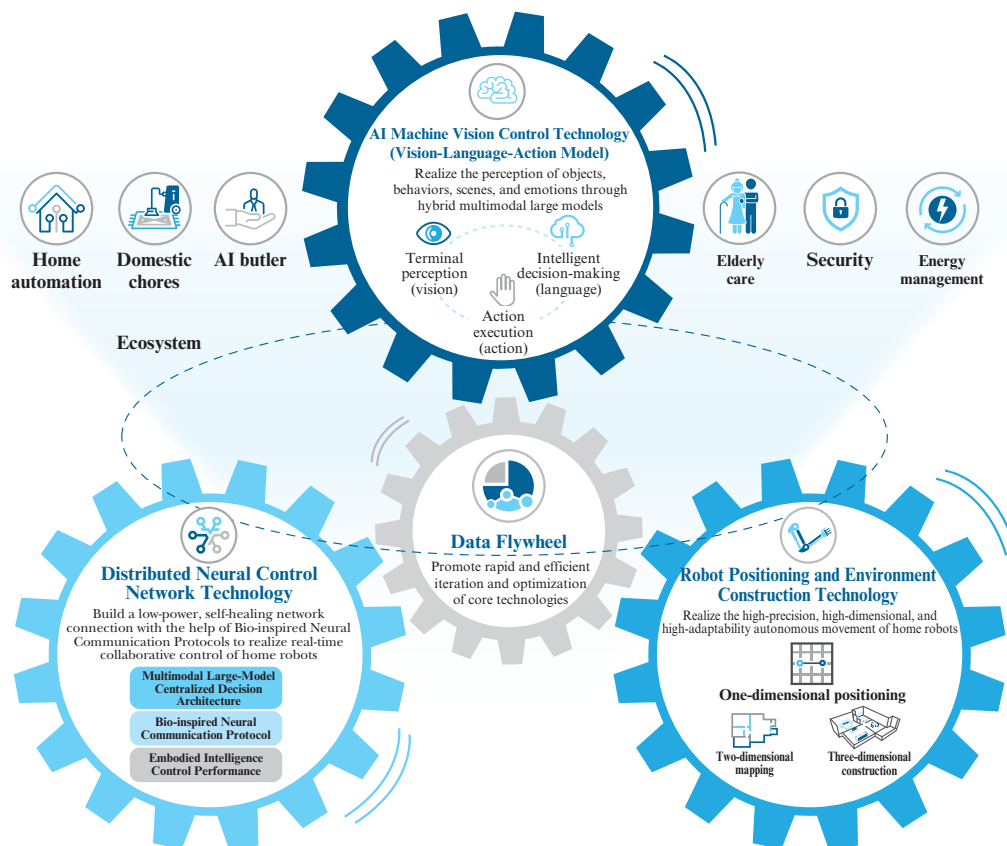 AI Machine Vision Control Technology
(Vision-Language-Action Model)
Realize the perception of objects,
behaviors, scenes, and emotions through
hybrid multimodal large models
Terminal
perception
(vision)
Intelligent
decision-making
(language)
Action
execution
(action)
Home
automation
Domestic
chores
AI butler
Elderly
care
Security
Energy
management
Ecosystem
Data Flywheel
Promote rapid and efficient
iteration and optimization
of core technologies
Distributed Neural Control
Network Technology
Build a low-power, self-healing network
connection with the help of Bio-inspired Neural
Communication Protocols to realize real-time
collaborative control of home robots
Multimodal Large-Model
Centralized Decision
Architecture
Bio-inspired Neural
Communication Protocol
Embodied Intelligence
Control Performance
Robot Positioning and Environment
Construction Technology
Realize the high-precision, high-dimensional, and
high-adaptability autonomous movement of home robots
One-dimensional positioning
Two-dimensional
mapping
Three-dimensional
construction